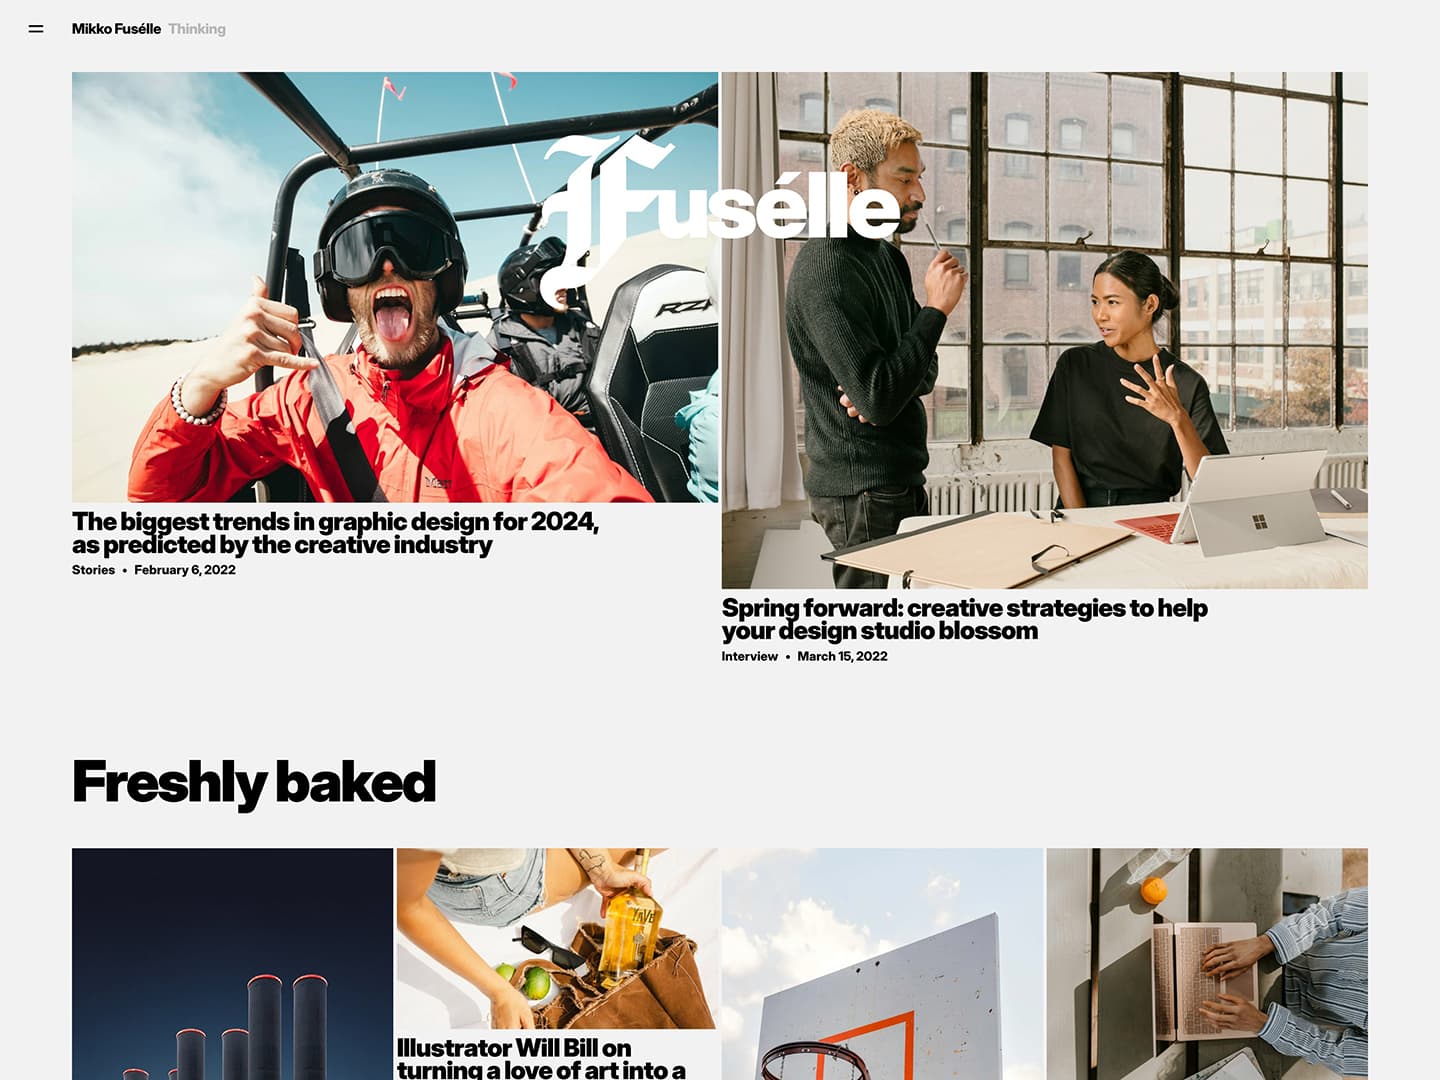 Mikko Fusélle Thinking
Fusélle
RZR
The biggest trends in graphic design for 2024,
as predicted by the creative industry
Stories • February 6, 2022
Spring forward: creative strategies to help
your design studio blossom
Interview • March 15, 2022
Freshly baked
YAVE
Illustrator Will Bill on
turning a love of art into a